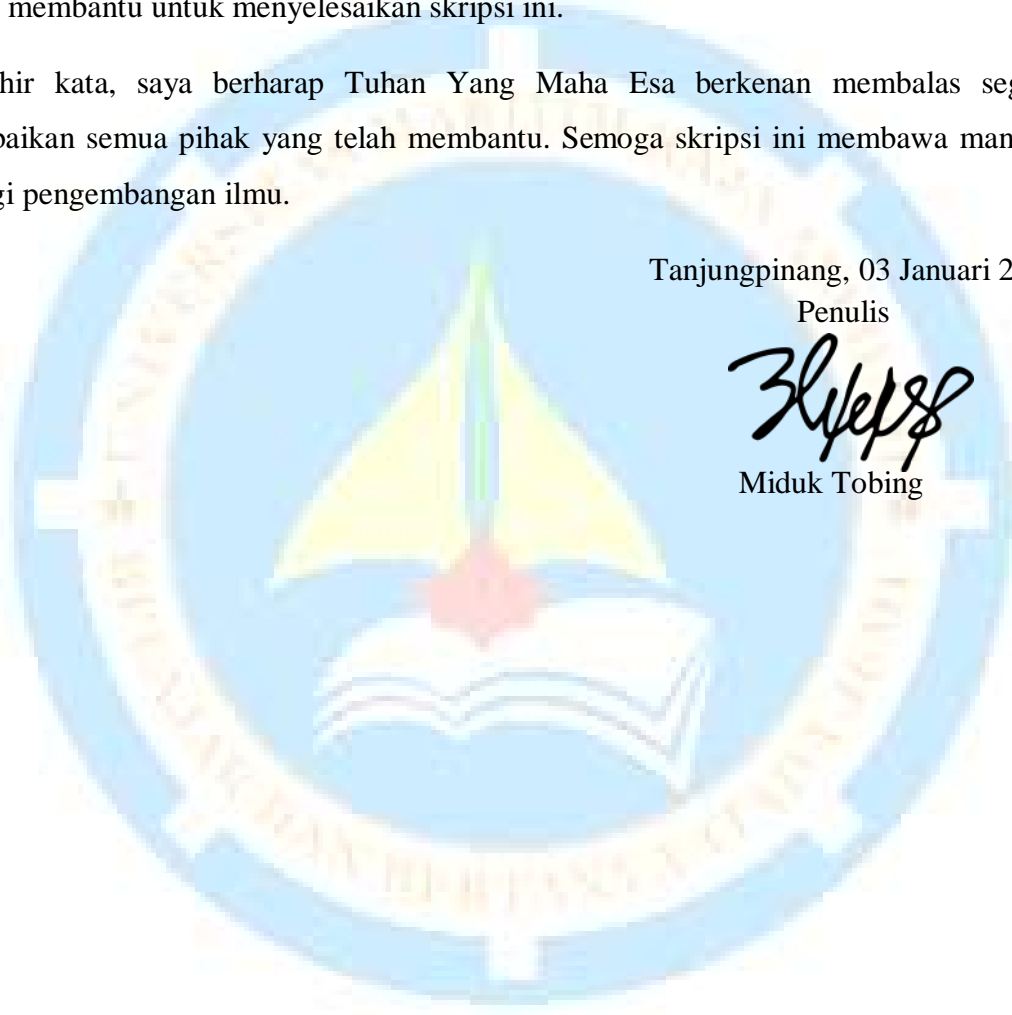 membantu untuk menyelesaikan skripsi ini.
hir kata, saya berharap Tuhan Yang Maha Esa berkenan membalas seg
baikan semua pihak yang telah membantu. Semoga skripsi ini membawa man
gi pengembangan ilmu.
Tanjungpinang, 03 Januari 2
Penulis
Miduk Tobing